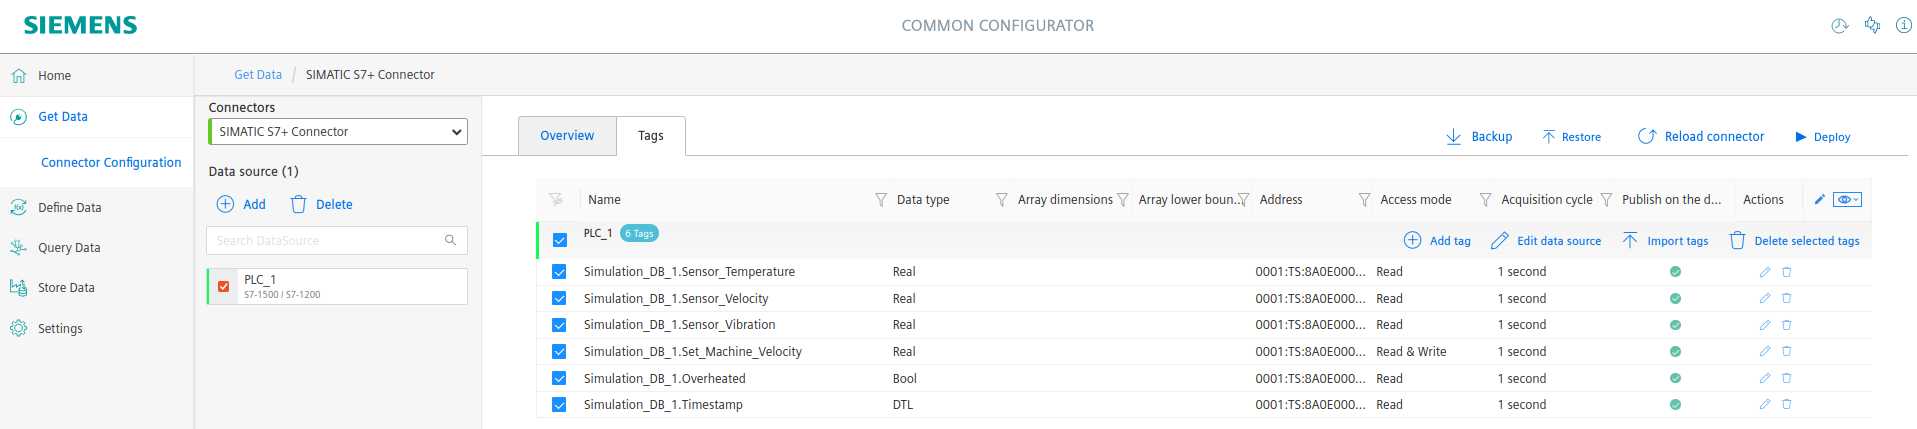 SIEMENS
COMMON CONFIGURATOR
Home
Get Data
Connector Configuration
Define Data
Query Data
Store Data
Settings
Get Data / SIMATIC S7+ Connector
Connectors
SIMATIC S7+ Connector
Data source (1)
Add Delete
Search DataSource
PLC_1
S7-1500 / S7-1200
Overview Tags
Backup Restore Reload connector Deploy
Name Data type Array dimensions Array lower boun... Address Access mode Acquisition cycle Publish on the d... Actions
PLC_1 6 Tags Add tag Edit data source Import tags Delete selected tags
Simulation_DB_1.Sensor_Temperature Real 0001:TS:8A0E000... Read 1 second
Simulation_DB_1.Sensor_Velocity Real 0001:TS:8A0E000... Read 1 second
Simulation_DB_1.Sensor_Vibration Real 0001:TS:8A0E000... Read 1 second
Simulation_DB_1.Set_Machine_Velocity Real 0001:TS:8A0E000... Read & Write 1 second
Simulation_DB_1.Overheated Bool 0001:TS:8A0E000... Read 1 second
Simulation_DB_1.Timestamp DTL 0001:TS:8A0E000... Read 1 second